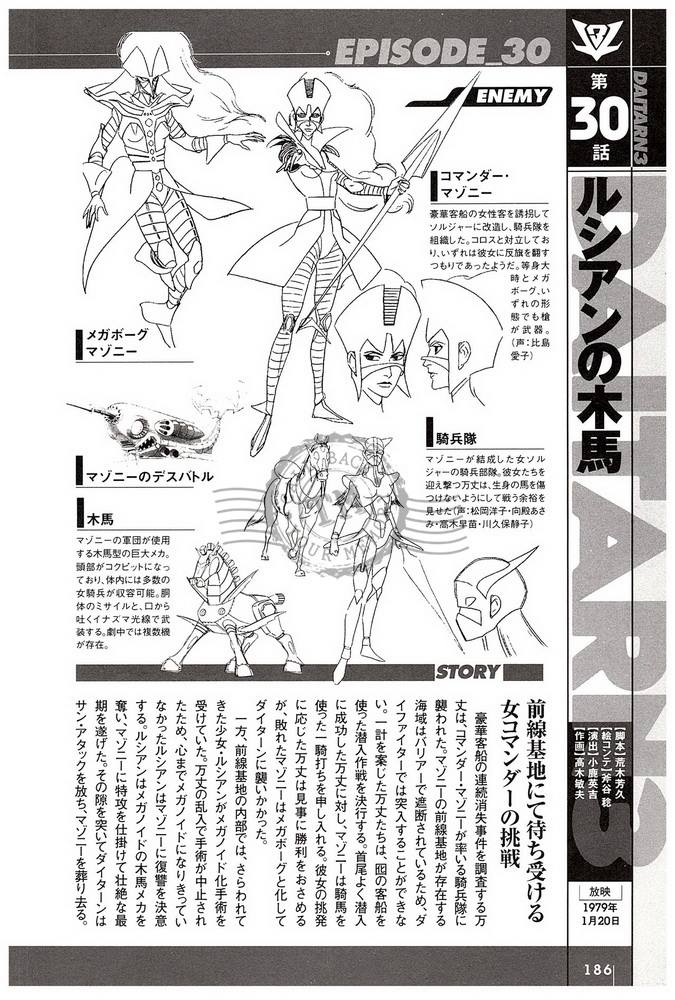 EPISODE_30
ENEMY
コマンダー・
マゾニー
豪華客船の女性客を誘拐して
ソルジャーに改造し、騎兵隊を
組織した。コロスと対立してお
り、いずれは彼女に反旗を翻す
つもりであったようだ。等身大
時とメガ
ボーグ、い
ずれの形
態でも槍
が武器。
（声：比島
愛子）
メガボーグ
マゾニー
マゾニーのデスバトル
木馬
マゾニーの軍団が使用
する木馬型の巨大メカ。
頭部がコクピットになっ
ており、体内には多数の
女騎兵が収容可能。胴
体のミサイルと、口から
吐くイナズマ光線で武
装する。劇中では複数機
が存在。
騎兵隊
マゾニーが結成した女ソル
ジャーの騎兵部隊。彼女たちを
迎え撃つ万丈は、生身の馬を傷
つけないようにして戦う余裕を
見せた（声：松岡洋子・向殿あさ
み・高木早苗・川久保静子）
STORY
前線基地にて待ち受ける
女コマンダーの挑戦
豪華客船の連続消失事件を調査する万
丈は、コマンダー・マゾニーが率いる騎兵隊に
襲われた。マゾニーの前線基地が存在する
海域はバリアーで遮断されているため、ダ
イファイターでは突入することができな
い。一計を案じた万丈たちは、囮の客船を
使った潜入作戦を決行する。首尾よく潜入
に成功した万丈に対し、マゾニーは騎馬を
使った一騎打ちを申し入れる。彼女の挑発
に応じた万丈は見事に勝利をおさめる
が、敗れたマゾニーはメガボーグと化して
ダイターンに襲いかかった。
一方、前線基地の内部では、さらわれて
きた少女・ルシアンがメガノイド化手術を
受けていた。万丈の乱入で手術が中止され
たため、心までメガノイドになりきってい
なかったルシアンはマゾニーに復讐を決意
する。ルシアンはメガノイドの木馬メカを
奪い、マゾニーに特攻を仕掛けて壮絶な最
期を遂げた。その隙を突いてダイターンは
サン・アタックを放ち、マゾニーを葬り去る。
DAITARN3
第
30
話
ルシアンの木馬
DAITARN3
【脚本】荒木芳久
【絵コンテ】斧谷 稔
【演出】小鹿英吉
【作画】高木敏夫
放映
1979年
1月20日
186